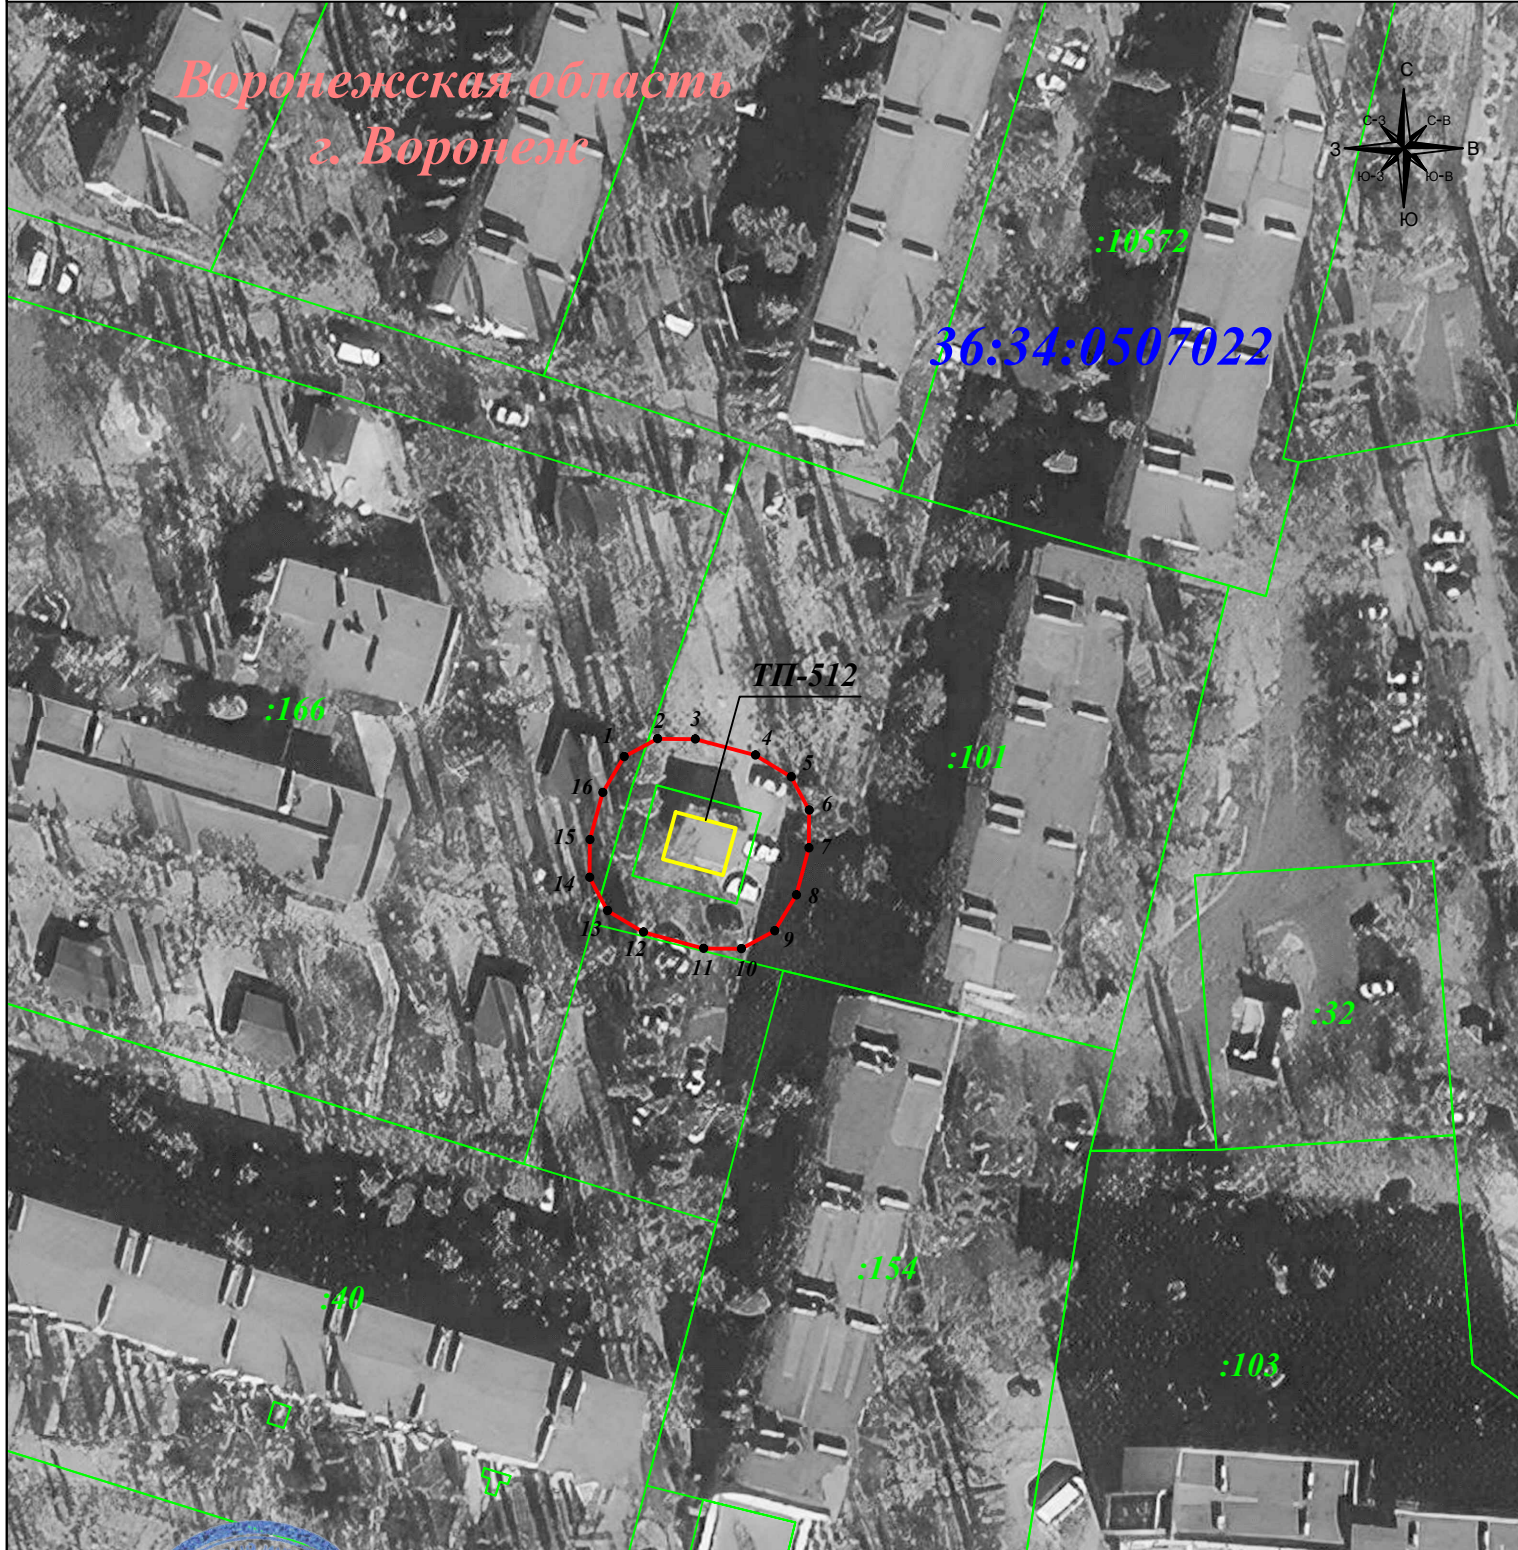 Воронежская область
г. Воронеж
С
С-З
С-В
З
В
Ю-З
Ю-В
Ю
:10572
36:34:0507022
ТП-512
:166
:101
1
2
3
4
5
6
7
8
9
10
11
12
13
14
15
16
:32
:154
:40
:103